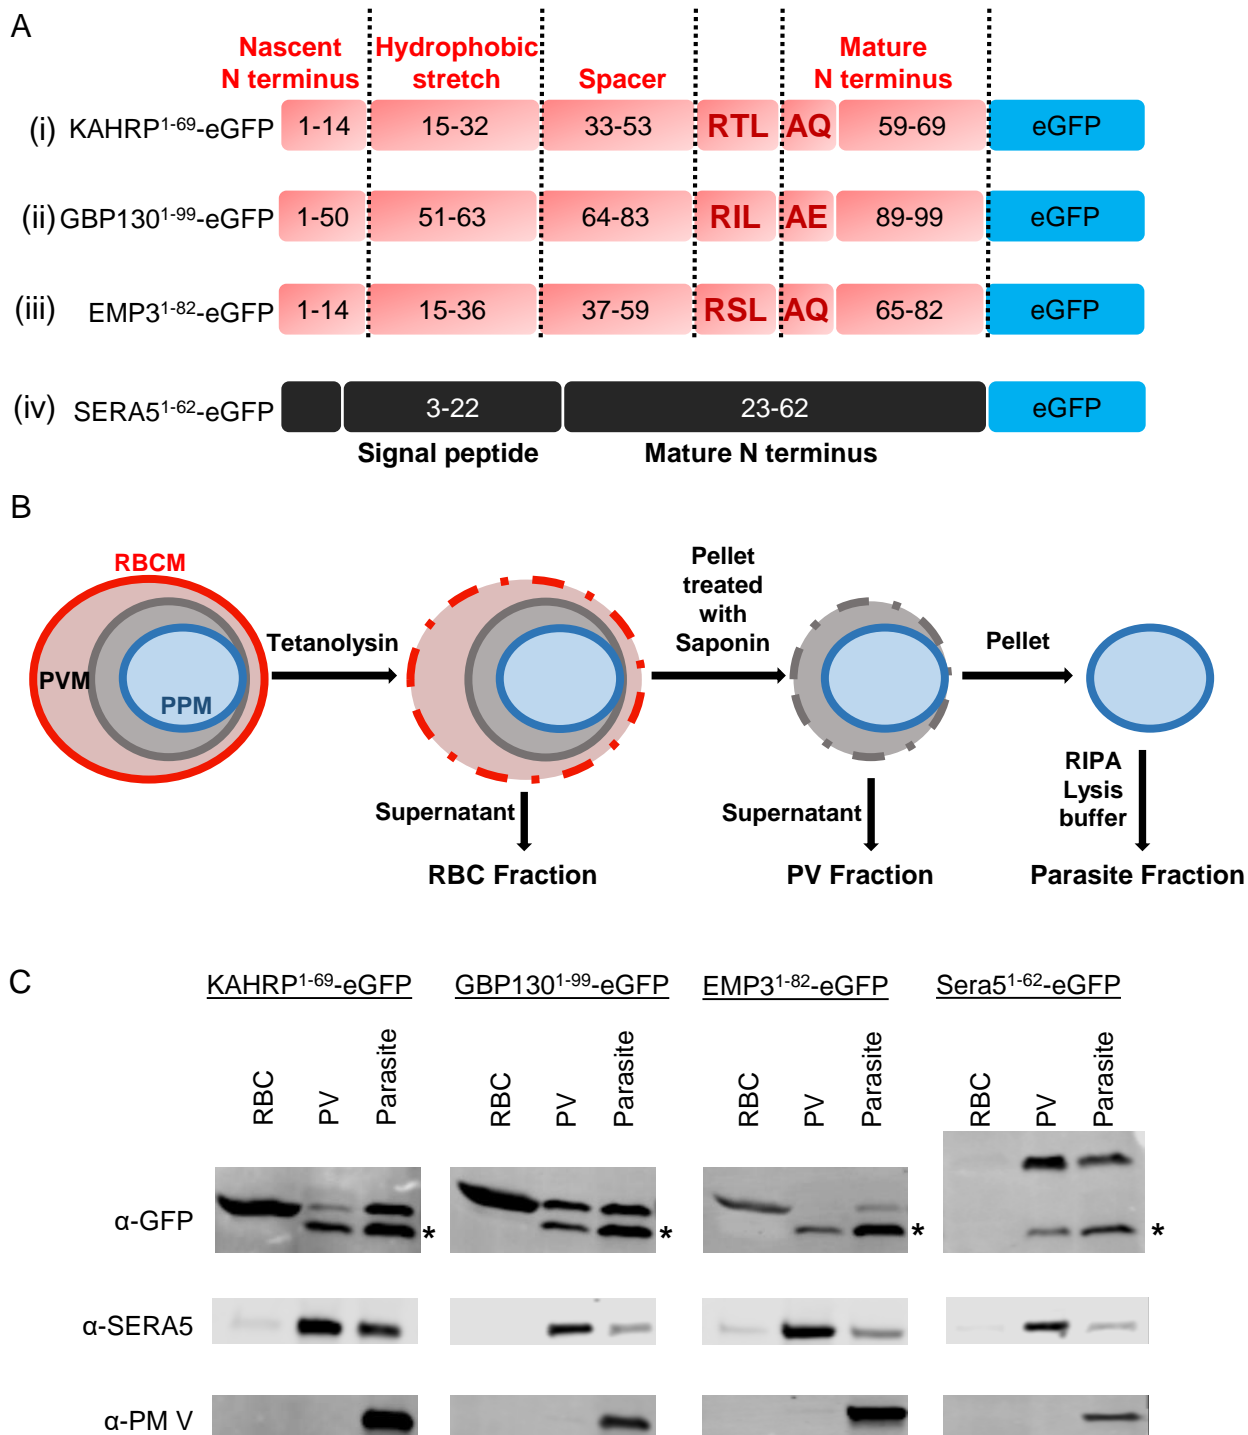 A
Nascent
N terminus
Hydrophobic
stretch
Spacer
Mature
N terminus
(i) KAHRP1-69-eGFP 1-14 15-32 33-53 RTL AQ 59-69 eGFP
(ii) GBP1301-99-eGFP 1-50 51-63 64-83 RIL AE 89-99 eGFP
(iii) EMP31-82-eGFP 1-14 15-36 37-59 RSL AQ 65-82 eGFP
(iv) SERA51-62-eGFP 3-22 23-62 eGFP
Signal peptide Mature N terminus
B
RBCM
PVM
PPM
Tetanolysin
Pellet
treated
with
Saponin
Pellet
Supernatant
RBC Fraction
Supernatant
PV Fraction
RIPA
Lysis
buffer
Parasite Fraction
C
KAHRP1-69-eGFP GBP1301-99-eGFP EMP31-82-eGFP Sera51-62-eGFP
RBC PV Parasite RBC PV Parasite RBC PV Parasite RBC PV Parasite
α-GFP * * * *
α-SERA5
α-PM V